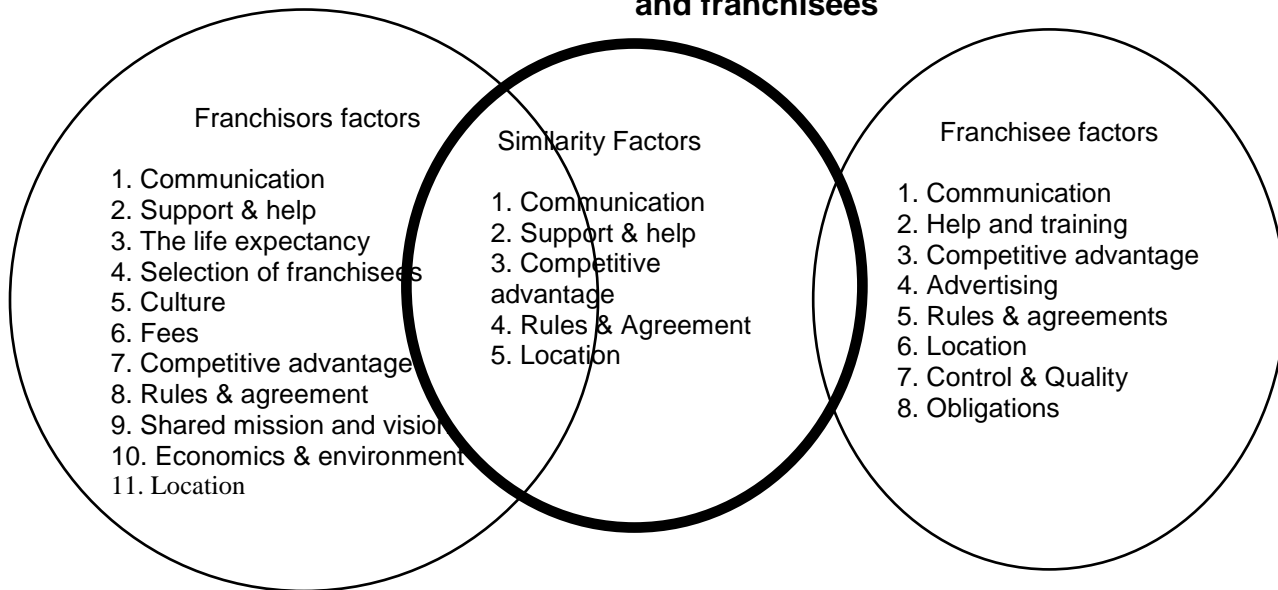 and franchisees
Franchisors factors
1. Communication
2. Support & help
3. The life expectancy
4. Selection of franchisees
5. Culture
6. Fees
7. Competitive advantage
8. Rules & agreement
9. Shared mission and vision
10. Economics & environment
11. Location
Similarity Factors
1. Communication
2. Support & help
3. Competitive
advantage
4. Rules & Agreement
5. Location
Franchisee factors
1. Communication
2. Help and training
3. Competitive advantage
4. Advertising
5. Rules & agreements
6. Location
7. Control & Quality
8. Obligations